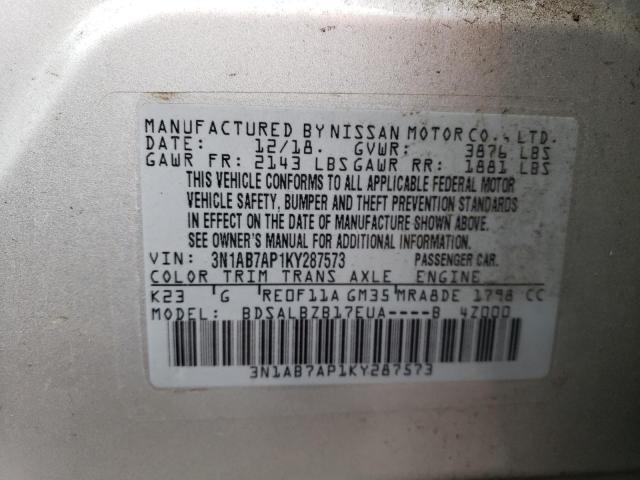 MANUFACTURED BY NISSAN MOTOR CO., LTD.
DATE: 12/18. GVWR: 3876 LBS
GAWR FR: 2143 LBS GAWR RR: 1881 LBS
THIS VEHICLE CONFORMS TO ALL APPLICABLE FEDERAL MOTOR
VEHICLE SAFETY, BUMPER AND THEFT PREVENTION STANDARDS
IN EFFECT ON THE DATE OF MANUFACTURE SHOWN ABOVE.
SEE OWNER'S MANUAL FOR ADDITIONAL INFORMATION.
VIN: 3N1AB7AP1KY287573 PASSENGER CAR.
COLOR TRIM TRANS AXLE ENGINE
K23 G RE0F11A GM35 MRA8DE 1798 CC
MODEL: BDSALBZB17EUA----B 4Z000
3N1AB7AP1KY287573